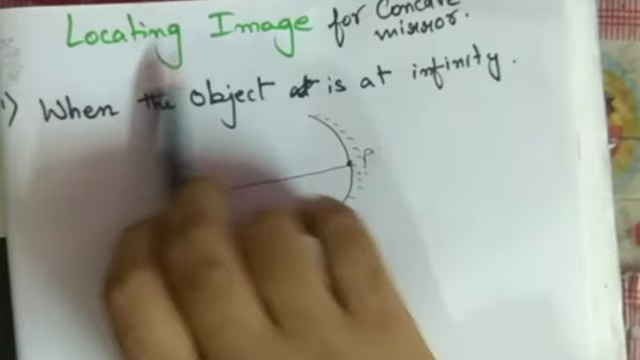 Locating Image for Concave
mirror.
1) When the object at is at infinity.
P